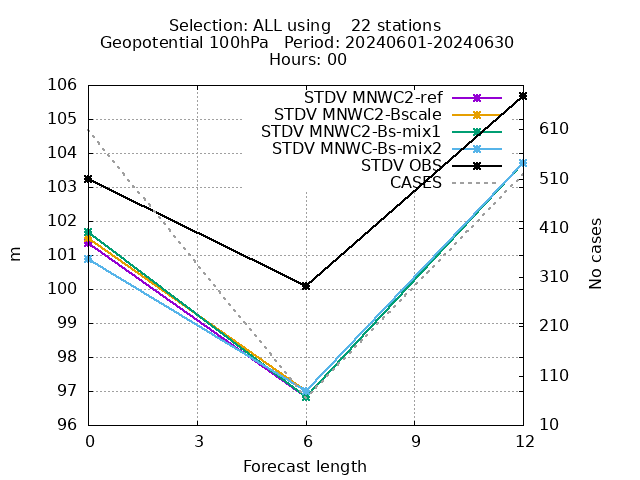 Selection: ALL using    22 stations
Geopotential 100hPa   Period: 20240601-20240630
Hours: 00
STDV MNWC2-ref
STDV MNWC2-Bscale
STDV MNWC2-Bs-mix1
STDV MNWC-Bs-mix2
STDV OBS
CASES
106
105
104
103
102
101
100
99
98
97
96
m
610
510
410
310
210
110
10
No cases
0 3 6 9 12
Forecast length